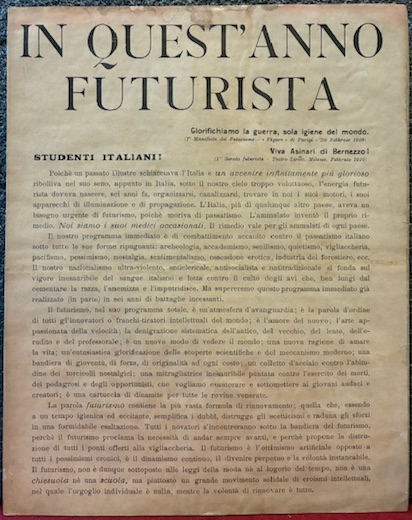 IN QUEST'ANNO
FUTURISTA
Glorifichiamo la guerra, sola igiene del mondo.
(1° Manifesto del Futurismo - « Figaro » di Parigi - 20 Febbraio 1909)
Viva Asinari di Bernezzo!
(1ª Serata futurista - Teatro Lirico, Milano, Febbraio 1910)
STUDENTI ITALIANI!
Poichè un passato illustre schiacciava l'Italia e un avvenire infinitamente più glorioso
ribolliva nel suo seno, appunto in Italia, sotto il nostro cielo troppo voluttuoso, l'energia futu-
rista doveva nascere, sei anni fa, organizzarsi, canalizzarsi, trovare in noi i suoi motori, i suoi
apparecchi di illuminazione e di propagazione. L'Italia, più di qualunque altro paese, aveva un
bisogno urgente di futurismo, poichè moriva di passatismo. L'ammalato inventò il proprio ri-
medio. Noi siamo i suoi medici occasionali. Il rimedio vale per gli ammalati di ogni paese.
Il nostro programma immediato è di combattimento accanito contro il passatismo italiano
sotto tutte le sue forme ripugnanti: archeologia, accademismo, senilismo, quietismo, vigliaccheria,
pacifismo, pessimismo, nostalgia, sentimentalismo, ossessione erotica, industria del forestiero, ecc.
Il nostro nazionalismo ultra-violento, anticlericale, antisocialista e antitradizionale si fonda sul
vigore inesauribile del sangue italiano e lotta contro il culto degli avi che, ben lungi dal
cementare la razza, l'anemizza e l'imputridisce. Ma supereremo questo programma immediato già
realizzato (in parte) in sei anni di battaglie incessanti.
Il futurismo, nel suo programma totale, è un'atmosfera d'avanguardia; è la parola d'ordine
di tutti gl'innovatori o franchi-tiratori intellettuali del mondo; è l'amore del nuovo; l'arte ap-
passionata della velocità; la denigrazione sistematica dell'antico, del vecchio, del lento, dell'e-
rudito e del professorale; è un nuovo modo di vedere il mondo; una nuova ragione di amare
la vita; un'entusiastica glorificazione delle scoperte scientifiche e del meccanismo moderno; una
bandiera di gioventù, di forza, di originalità ad ogni costo; un colletto d'acciaio contro l'abitu-
dine dei torcicolli nostalgici; una mitragliatrice inesauribile puntata contro l'esercito dei morti,
dei podagrosi e degli opportunisti, che vogliamo esautorare e sottomettere ai giovani audaci e
creatori; è una cartuccia di dinamite per tutte le rovine venerate.
La parola futurismo contiene la più vasta formula di rinnovamento; quella che, essendo
a un tempo igienica ed eccitante, semplifica i dubbi, distrugge gli scetticismi e raduna gli sforzi
in una formidabile esaltazione. Tutti i novatori s'incontreranno sotto la bandiera del futurismo,
perchè il futurismo proclama la necessità di andar sempre avanti, e perchè propone la distru-
zione di tutti i ponti offerti alla vigliaccheria. Il futurismo è l'ottimismo artificiale opposto a
tutti i pessimismi cronici, è il dinamismo continuo, il divenire perpetuo e la volontà instancabile.
Il futurismo, non è dunque sottoposto alle leggi della moda nè al logorìo del tempo, non è una
chiesuola nè una scuola, ma piuttosto un grande movimento solidale di eroismi intellettuali,
nel quale l'orgoglio individuale è nulla, mentre la volontà di rinnovare è tutto.